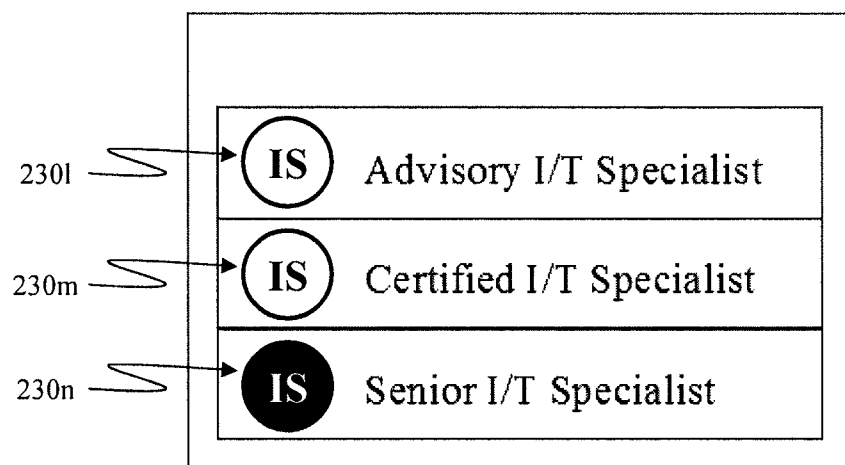 230l IS Advisory I/T Specialist
230m IS Certified I/T Specialist
230n IS Senior I/T Specialist